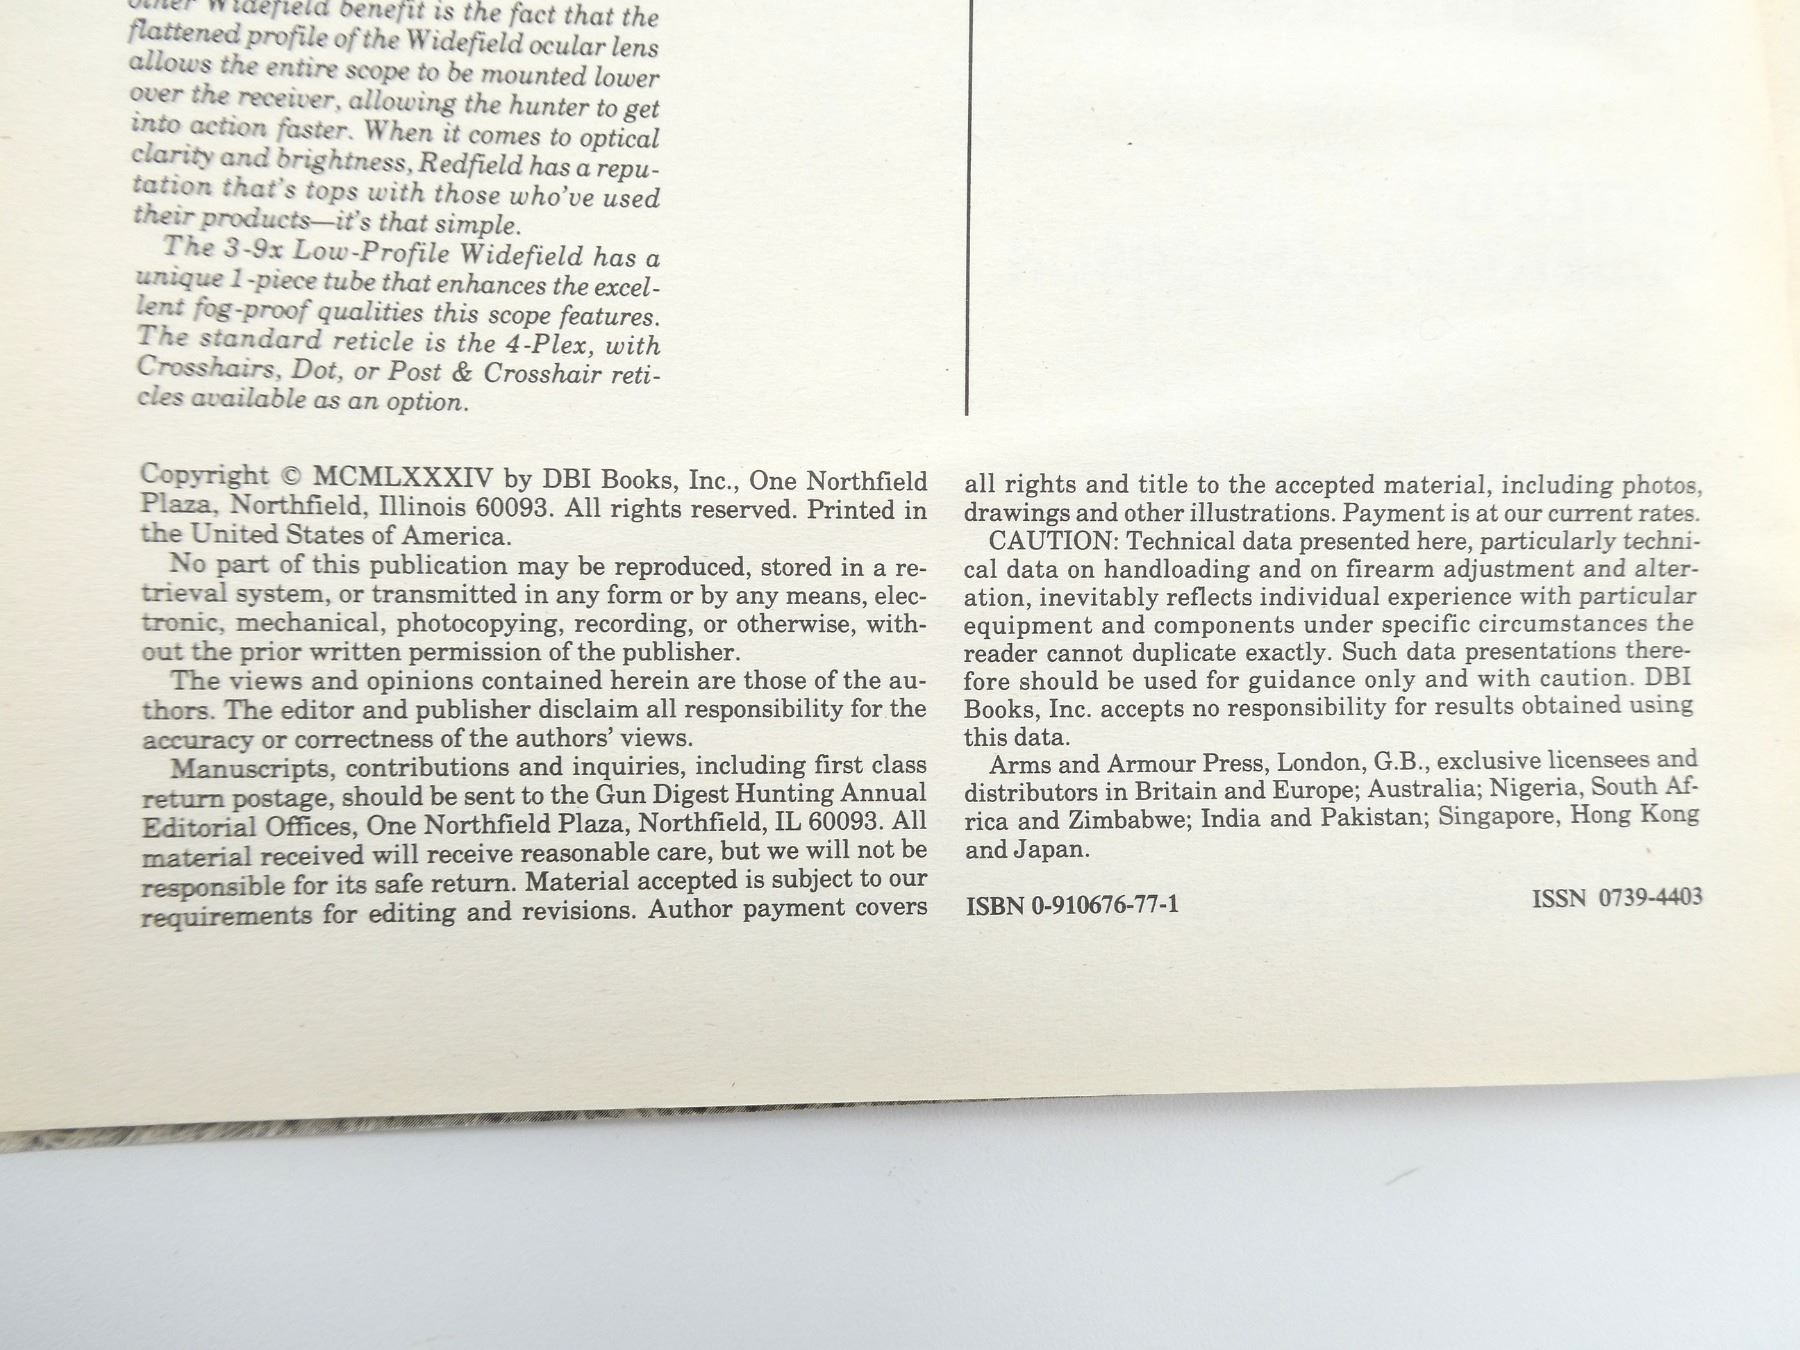 other Widefield benefit is the fact that the
flattened profile of the Widefield ocular lens
allows the entire scope to be mounted lower
over the receiver, allowing the hunter to get
into action faster. When it comes to optical
clarity and brightness, Redfield has a repu-
tation that's tops with those who've used
their products—it's that simple.
The 3-9x Low-Profile Widefield has a
unique 1-piece tube that enhances the excel-
lent fog-proof qualities this scope features.
The standard reticle is the 4-Plex, with
Crosshairs, Dot, or Post & Crosshair reti-
cles available as an option.
Copyright © MCMLXXXIV by DBI Books, Inc., One Northfield
Plaza, Northfield, Illinois 60093. All rights reserved. Printed in
the United States of America.
No part of this publication may be reproduced, stored in a re-
trieval system, or transmitted in any form or by any means, elec-
tronic, mechanical, photocopying, recording, or otherwise, with-
out the prior written permission of the publisher.
The views and opinions contained herein are those of the au-
thors. The editor and publisher disclaim all responsibility for the
accuracy or correctness of the authors' views.
Manuscripts, contributions and inquiries, including first class
return postage, should be sent to the Gun Digest Hunting Annual
Editorial Offices, One Northfield Plaza, Northfield, IL 60093. All
material received will receive reasonable care, but we will not be
responsible for its safe return. Material accepted is subject to our
requirements for editing and revisions. Author payment covers
all rights and title to the accepted material, including photos,
drawings and other illustrations. Payment is at our current rates.
CAUTION: Technical data presented here, particularly techni-
cal data on handloading and on firearm adjustment and alter-
ation, inevitably reflects individual experience with particular
equipment and components under specific circumstances the
reader cannot duplicate exactly. Such data presentations there-
fore should be used for guidance only and with caution. DBI
Books, Inc. accepts no responsibility for results obtained using
this data.
Arms and Armour Press, London, G.B., exclusive licensees and
distributors in Britain and Europe; Australia; Nigeria, South Af-
rica and Zimbabwe; India and Pakistan; Singapore, Hong Kong
and Japan.
ISBN 0-910676-77-1
ISSN 0739-4403